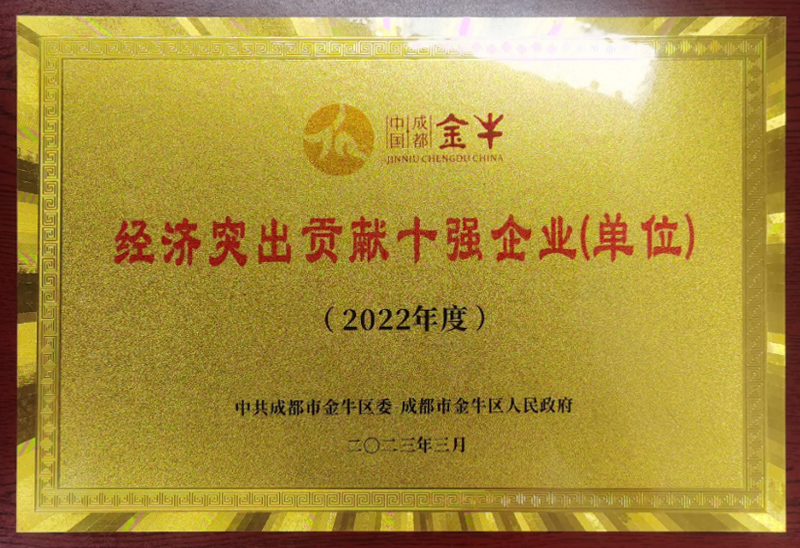 中国 成都 金牛
JINNIU CHENGDU CHINA
经济突出贡献十强企业(单位)
（2022年度）
中共成都市金牛区委 成都市金牛区人民政府
二〇二三年三月